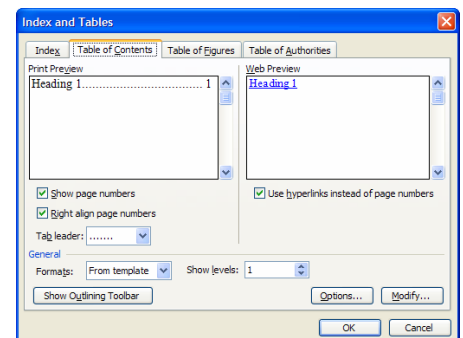 Index and Tables
Index Table of Contents Table of Figures Table of Authorities
Print Preview Web Preview
Heading 1.................................... 1 Heading 1
Show page numbers Use hyperlinks instead of page numbers
Right align page numbers
Tab leader: .......
General
Formats: From template Show levels: 1
Show Outlining Toolbar Options... Modify...
OK Cancel